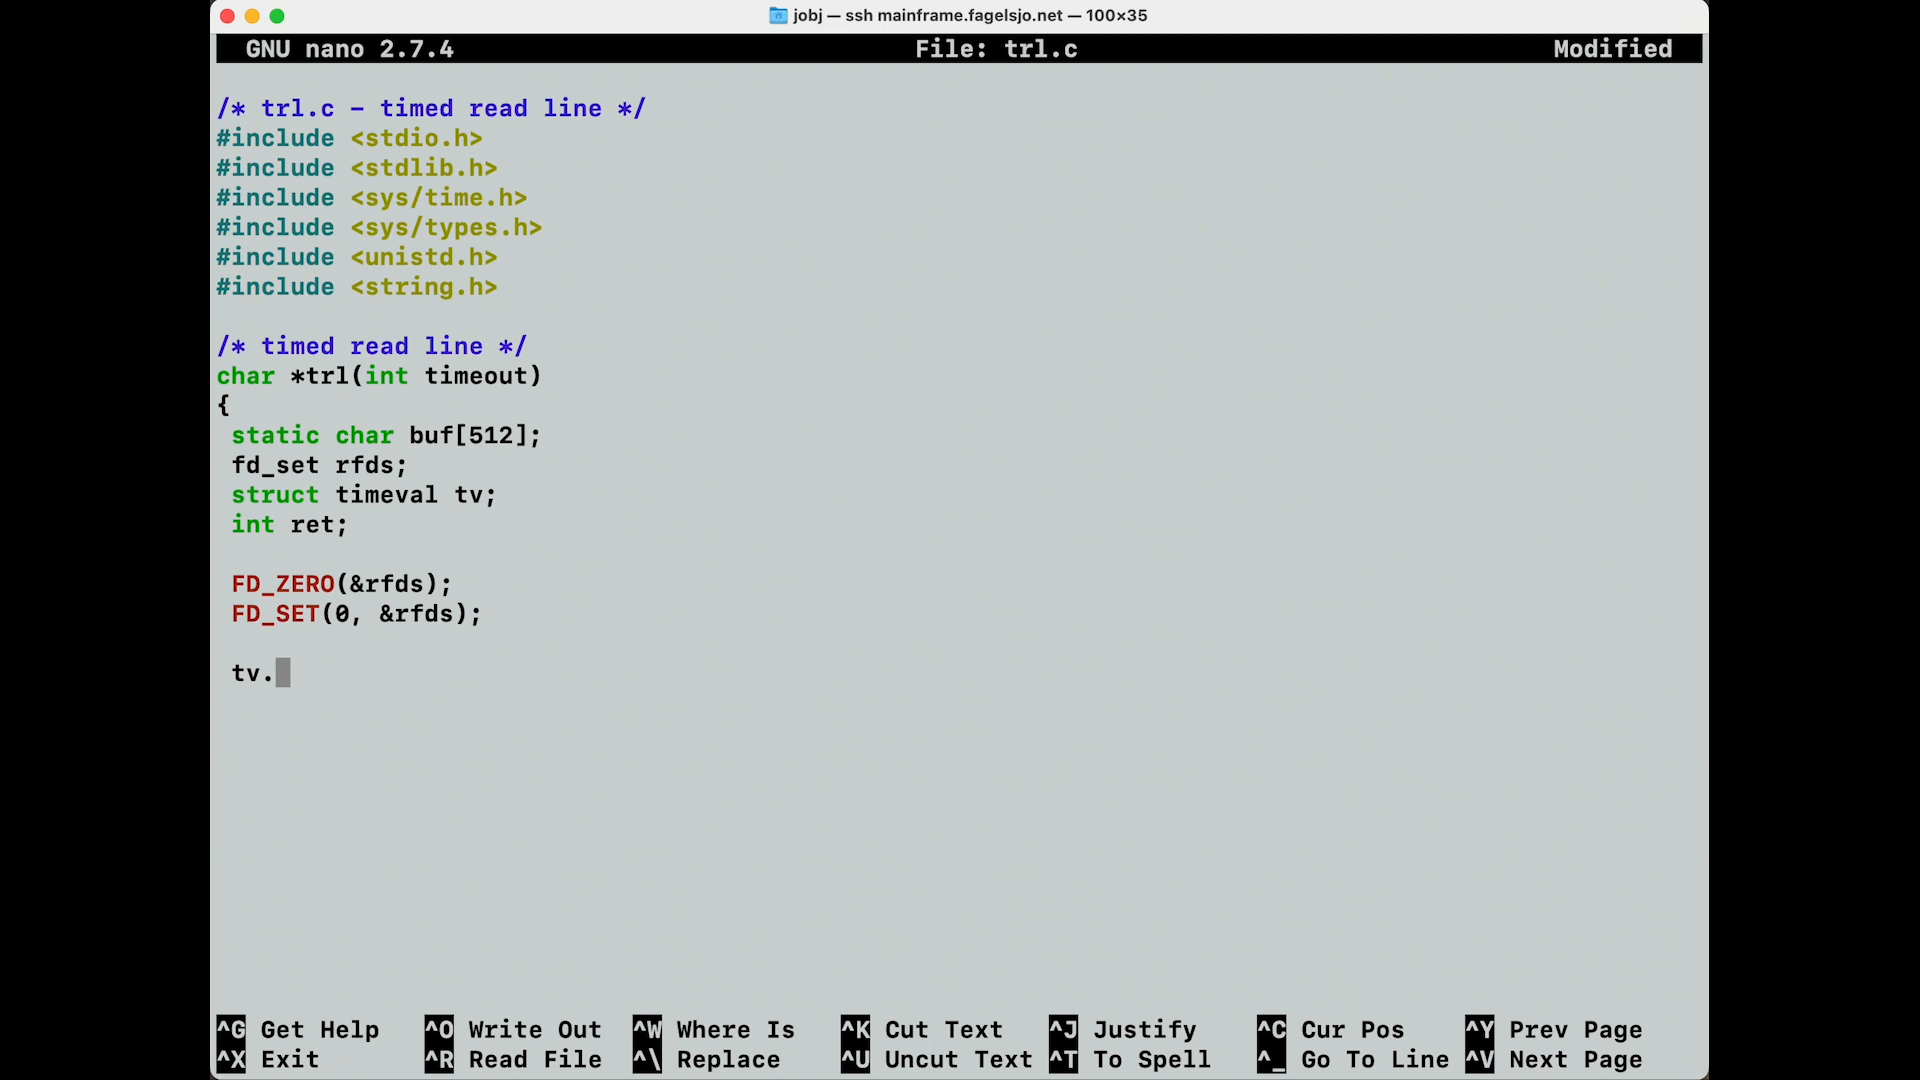 jobj — ssh mainframe.fagelsjo.net — 100×35
GNU nano 2.7.4 File: trl.c Modified
/* trl.c - timed read line */
#include <stdio.h>
#include <stdlib.h>
#include <sys/time.h>
#include <sys/types.h>
#include <unistd.h>
#include <string.h>
/* timed read line */
char *trl(int timeout)
{
static char buf[512];
fd_set rfds;
struct timeval tv;
int ret;
FD_ZERO(&rfds);
FD_SET(0, &rfds);
tv.
^G Get Help ^O Write Out ^W Where Is ^K Cut Text ^J Justify ^C Cur Pos ^Y Prev Page
^X Exit ^R Read File ^\ Replace ^U Uncut Text ^T To Spell ^_ Go To Line ^V Next Page